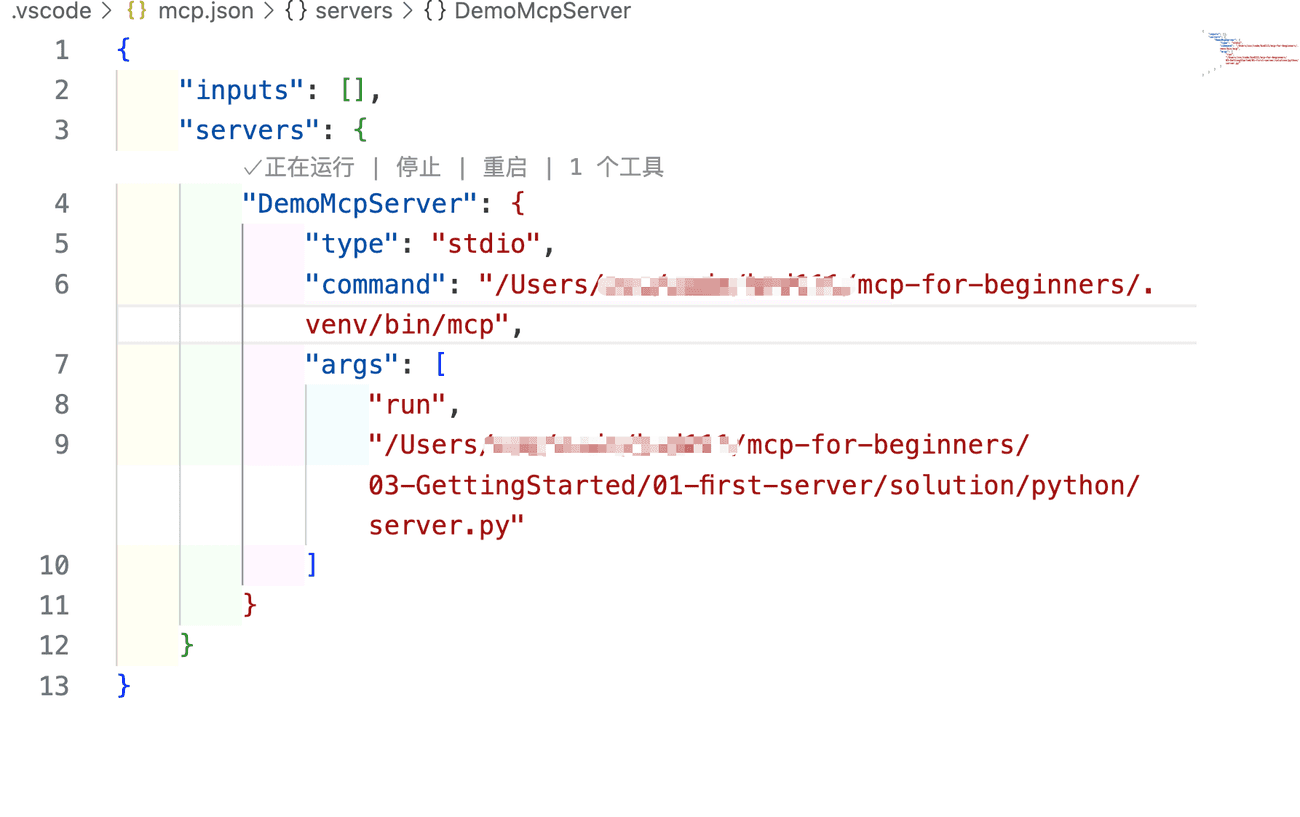 .vscode > {} mcp.json > {} servers > {} DemoMcpServer
1 {
2 "inputs": [],
3 "servers": {
✓正在运行 | 停止 | 重启 | 1 个工具
4 "DemoMcpServer": {
5 "type": "stdio",
6 "command": "/Users/ /mcp-for-beginners/.
venv/bin/mcp",
7 "args": [
8 "run",
9 "/Users/ /mcp-for-beginners/
03-GettingStarted/01-first-server/solution/python/
server.py"
10 ]
11 }
12 }
13 }